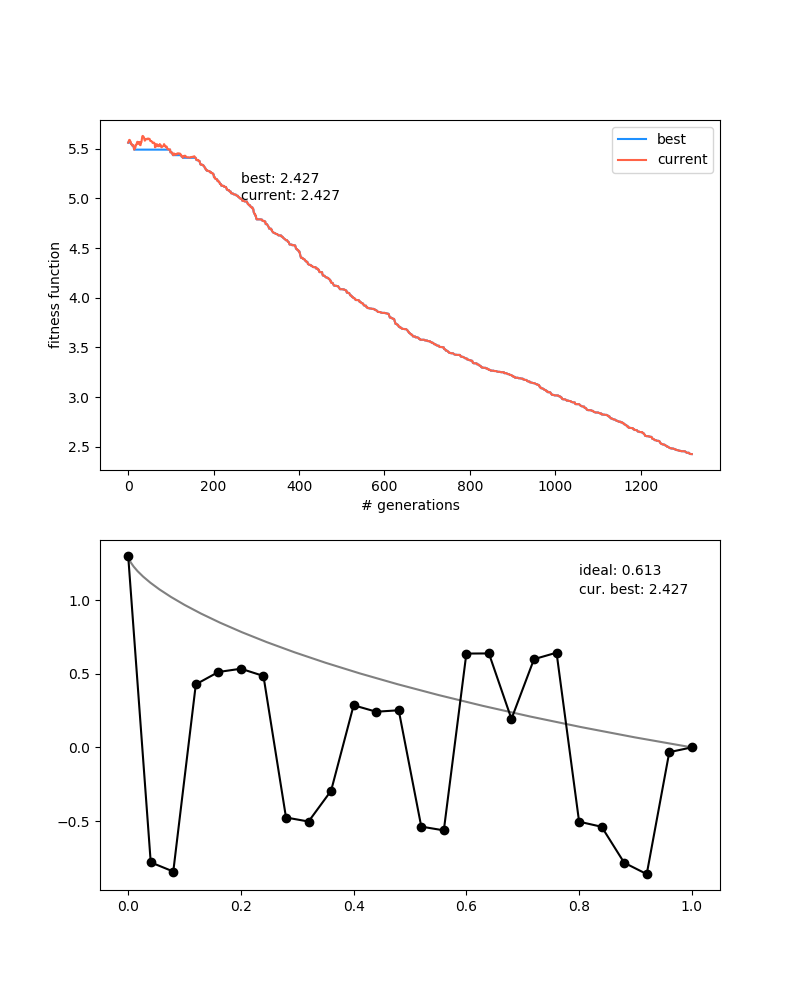 best
current
5.5
5.0
4.5
4.0
3.5
3.0
2.5
best: 2.427
current: 2.427
fitness function
0 200 400 600 800 1000 1200
# generations
ideal: 0.613
cur. best: 2.427
1.0
0.5
0.0
−0.5
0.0 0.2 0.4 0.6 0.8 1.0